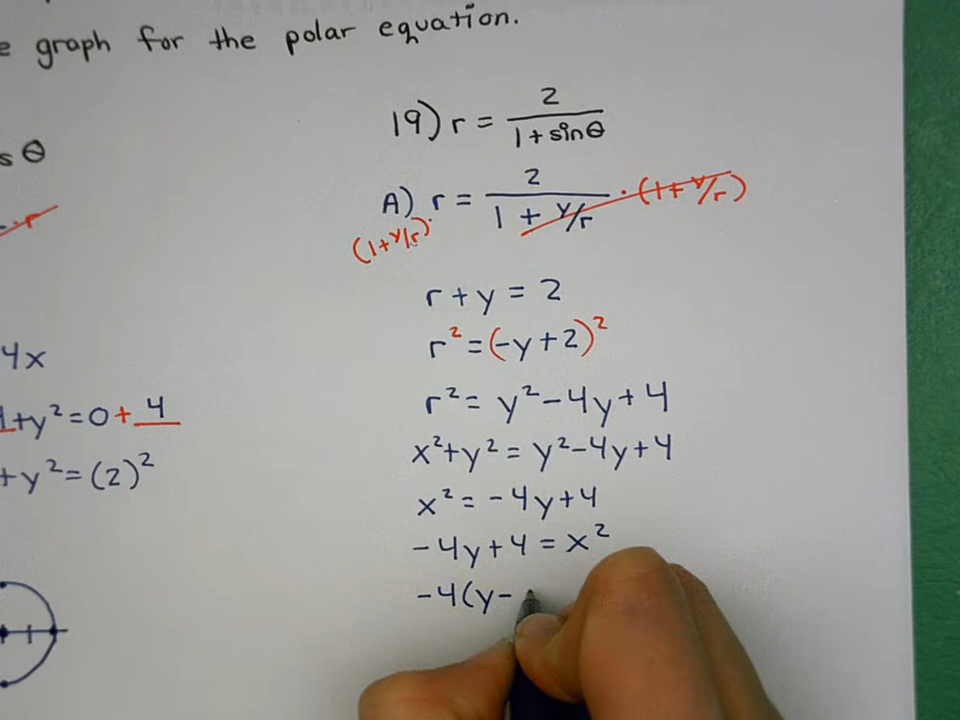 e graph for the polar equation.
s θ
· r
4x
+y² = 0 + 4
+ y² = (2)²
19) r = 2/(1 + sinθ)
A) r = 2/(1 + y/r) · (1 + y/r)
(1 + y/r) ·
r + y = 2
r² = (-y + 2)²
r² = y² - 4y + 4
x² + y² = y² - 4y + 4
x² = -4y + 4
-4y + 4 = x²
-4(y -